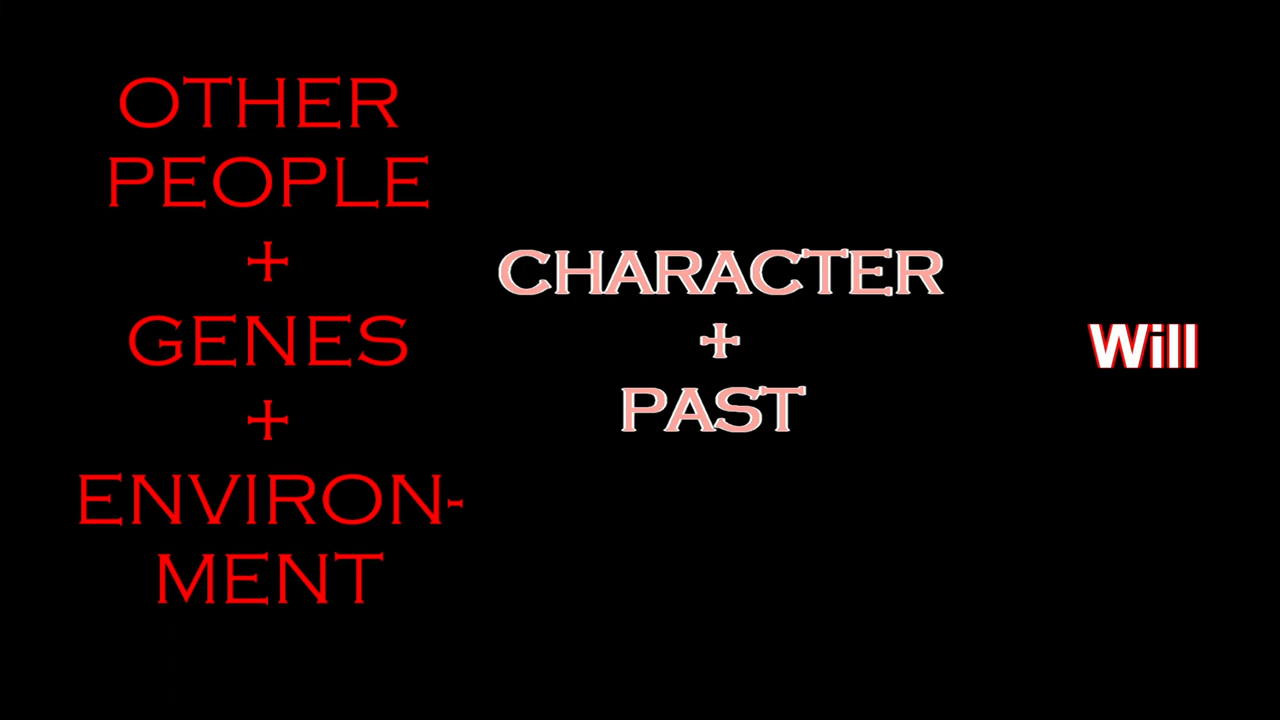 OTHER
PEOPLE
+
GENES
+
ENVIRON-
MENT
CHARACTER
+
PAST
Will